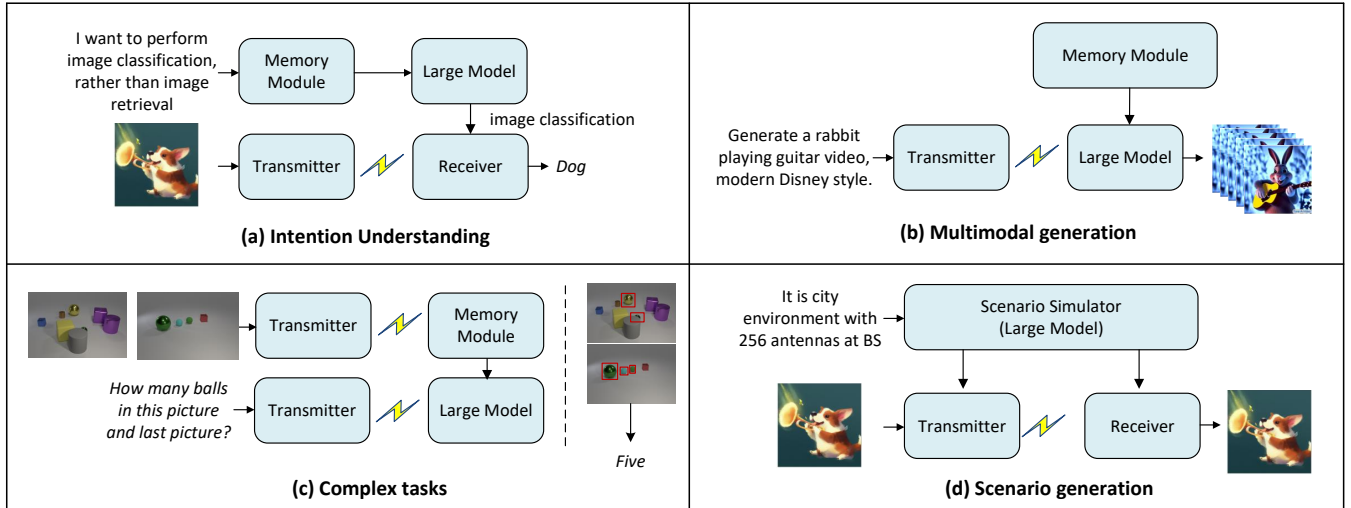 I want to perform
image classification,
rather than image
retrieval
Memory
Module
Large Model
image classification
Transmitter
Receiver
Dog
(a) Intention Understanding
Memory Module
Generate a rabbit
playing guitar video,
modern Disney style.
Transmitter
Large Model
(b) Multimodal generation
Transmitter
Memory
Module
How many balls
in this picture
and last picture?
Transmitter
Large Model
Five
(c) Complex tasks
It is city
environment with
256 antennas at BS
Scenario Simulator
(Large Model)
Transmitter
Receiver
(d) Scenario generation